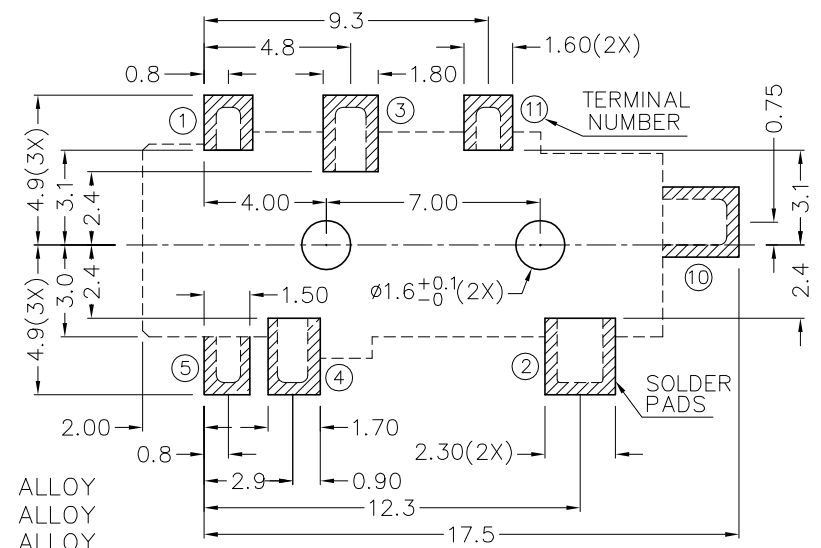 9.3
4.8
1.60(2X)
0.8
1.80
1
3
11
TERMINAL
NUMBER
0.75
4.9(3X)
3.1
2.4
4.00
7.00
3.1
10
4.9(3X)
3.0
2.4
1.50
ø1.6+0.1-0(2X)
2.4
5
4
2
SOLDER
PADS
2.00
1.70
0.8
2.30(2X)
2.9
0.90
12.3
17.5
ALLOY
ALLOY
ALLOY